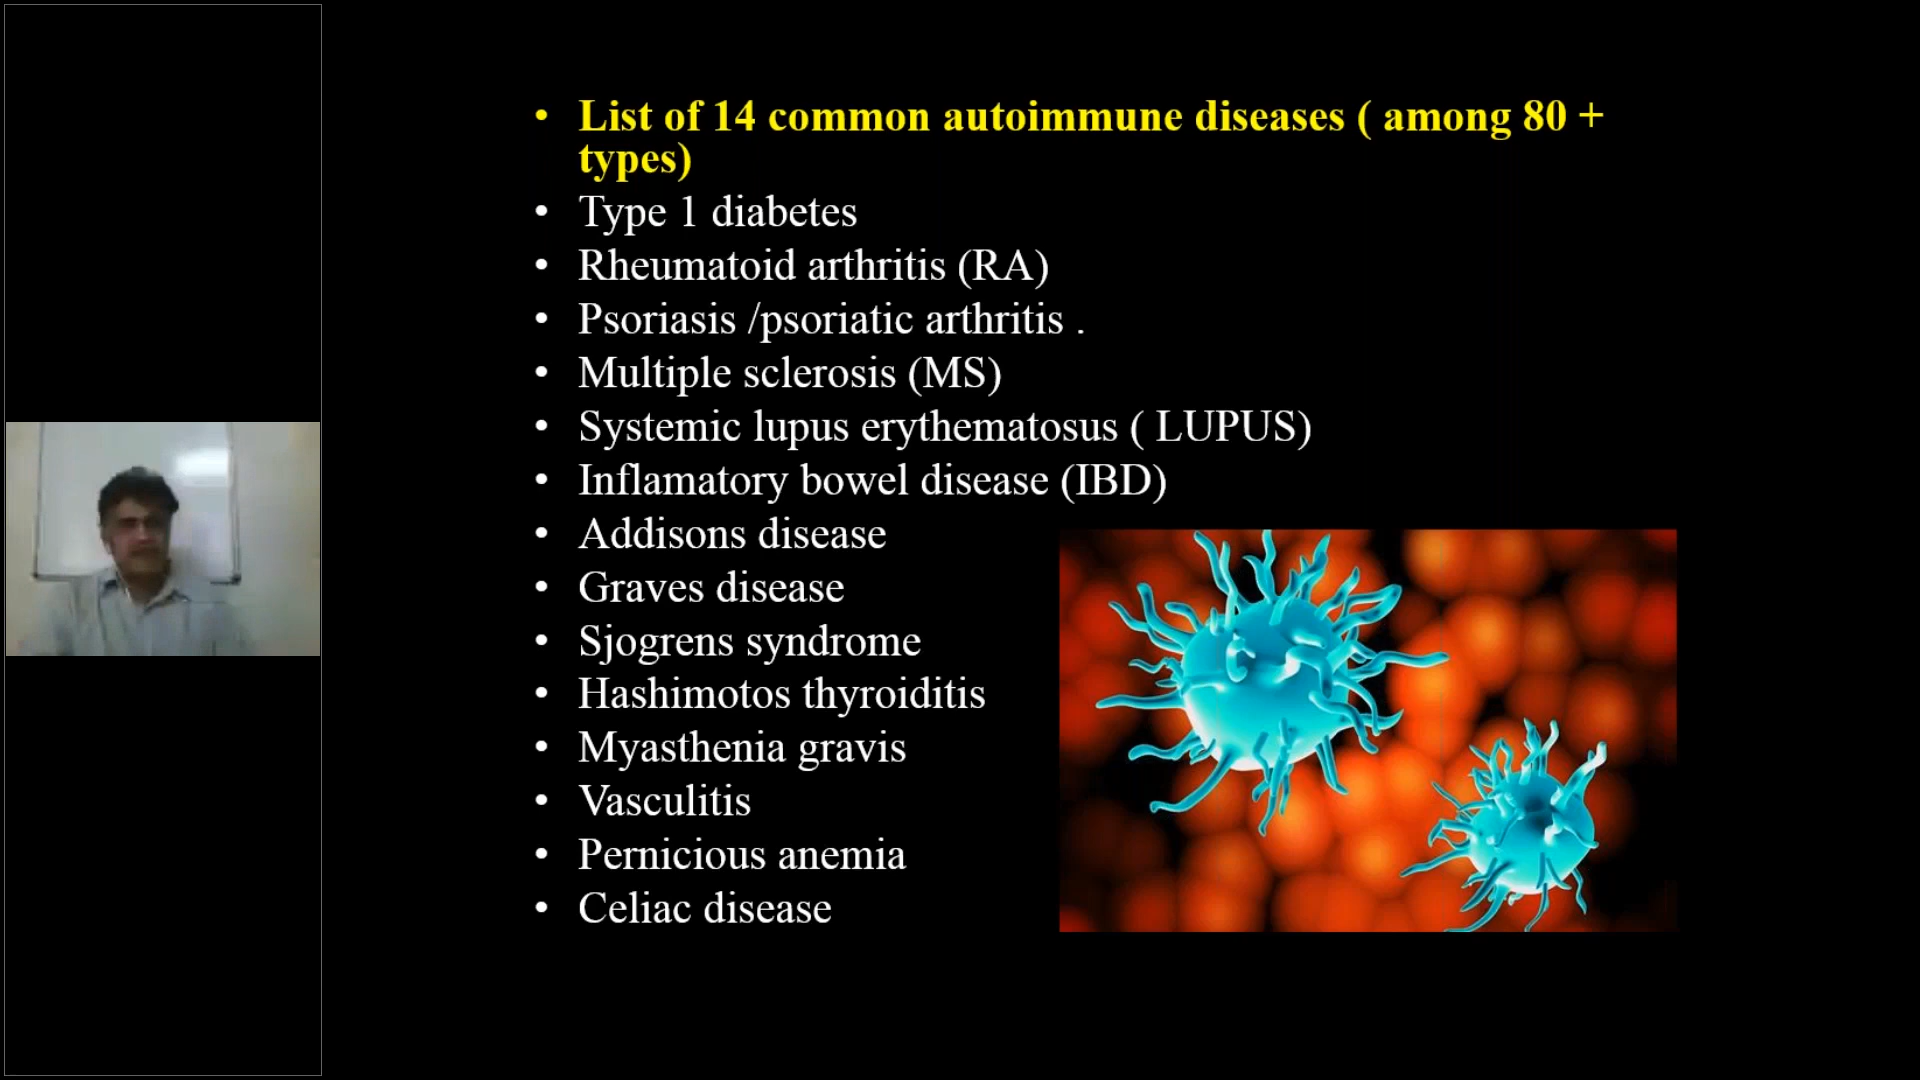 • List of 14 common autoimmune diseases ( among 80 +
types)
• Type 1 diabetes
• Rheumatoid arthritis (RA)
• Psoriasis /psoriatic arthritis .
• Multiple sclerosis (MS)
• Systemic lupus erythematosus ( LUPUS)
• Inflamatory bowel disease (IBD)
• Addisons disease
• Graves disease
• Sjogrens syndrome
• Hashimotos thyroiditis
• Myasthenia gravis
• Vasculitis
• Pernicious anemia
• Celiac disease